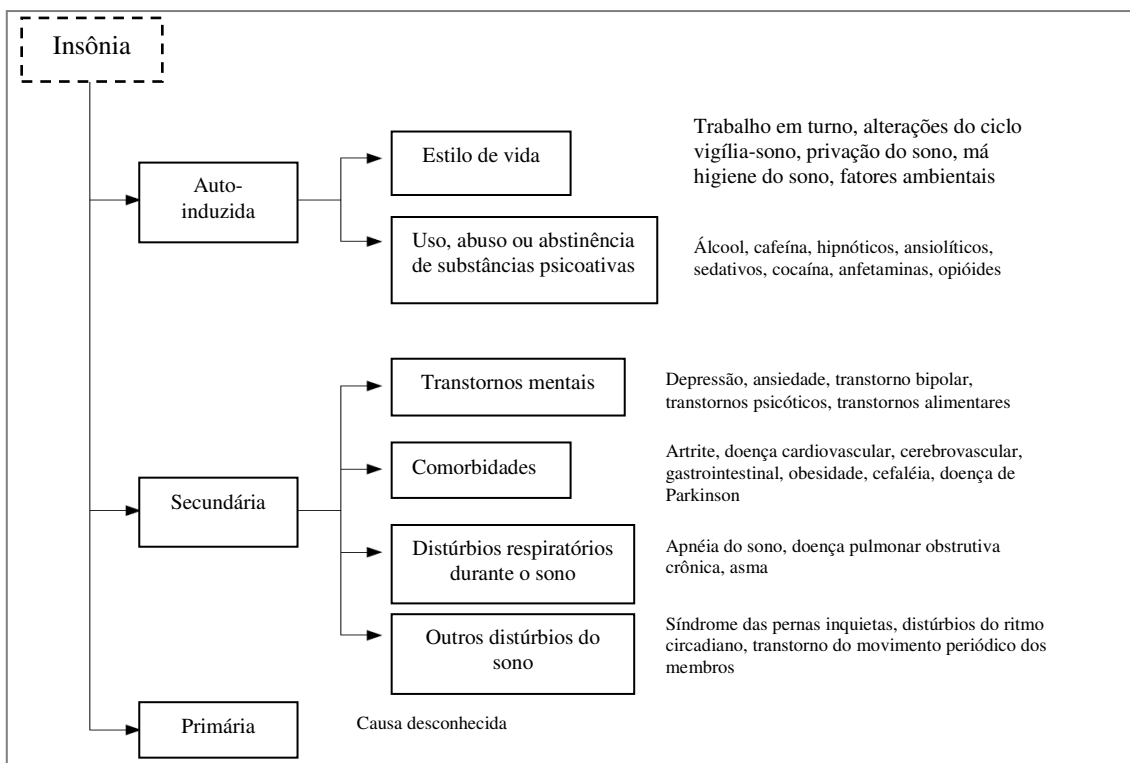 Insônia
Auto-
induzida
Estilo de vida
Trabalho em turno, alterações do ciclo
vigília-sono, privação do sono, má
higiene do sono, fatores ambientais
Uso, abuso ou abstinência
de substâncias psicoativas
Álcool, cafeína, hipnóticos, ansiolíticos,
sedativos, cocaína, anfetaminas, opióides
Secundária
Transtornos mentais
Depressão, ansiedade, transtorno bipolar,
transtornos psicóticos, transtornos alimentares
Comorbidades
Artrite, doença cardiovascular, cerebrovascular,
gastrointestinal, obesidade, cefaléia, doença de
Parkinson
Distúrbios respiratórios
durante o sono
Apnéia do sono, doença pulmonar obstrutiva
crônica, asma
Outros distúrbios do
sono
Síndrome das pernas inquietas, distúrbios do ritmo
circadiano, transtorno do movimento periódico dos
membros
Primária
Causa desconhecida